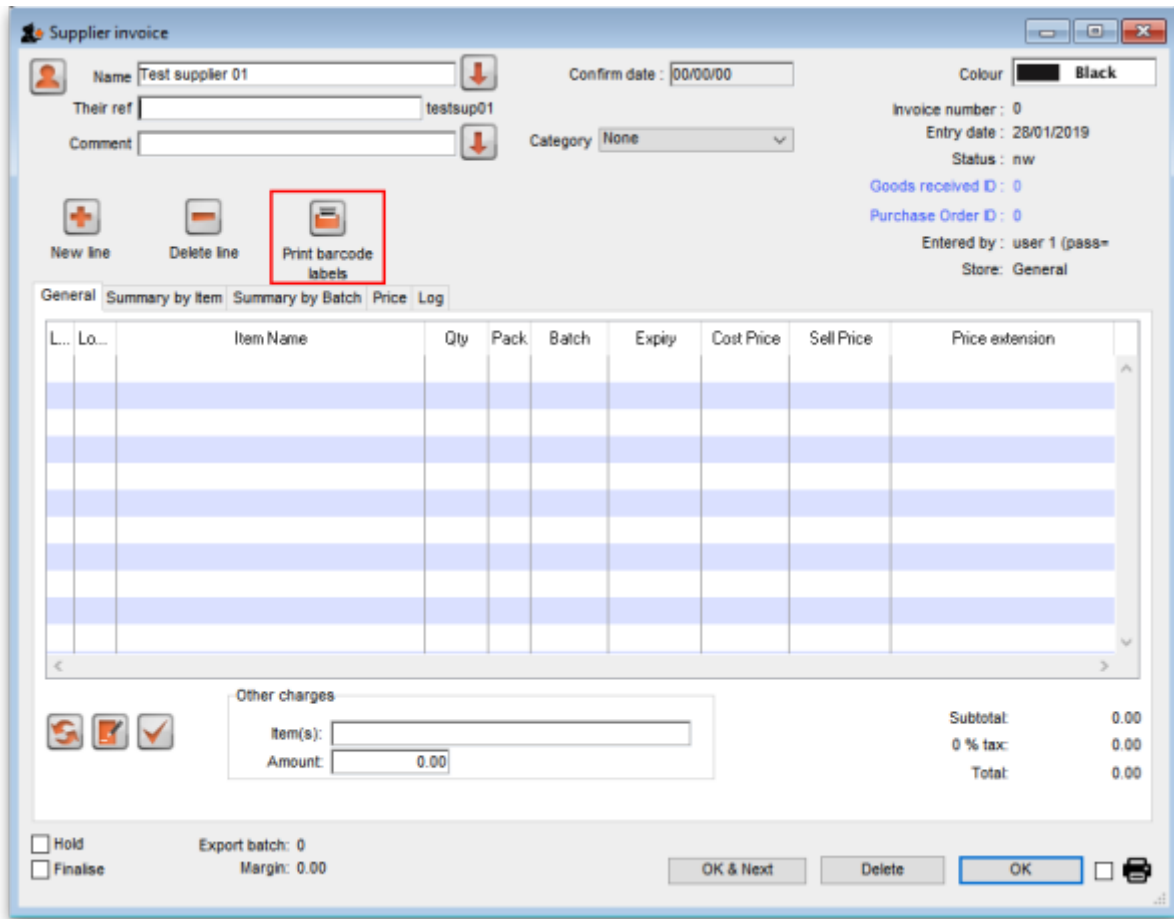 Supplier invoice
Name Test supplier 01
Confirm date : 00/00/00
Colour Black
Their ref testsup01
Invoice number : 0
Comment
Category None
Entry date : 28/01/2019
Status : nw
Goods received ID : 0
Purchase Order ID : 0
Entered by : user 1 (pass=
Store: General
New line
Delete line
Print barcode
labels
General Summary by Item Summary by Batch Price Log
L... Lo... Item Name Qty Pack Batch Expiry Cost Price Sell Price Price extension
Other charges
Item(s):
Amount: 0.00
Subtotal: 0.00
0 % tax: 0.00
Total: 0.00
Hold
Export batch: 0
Finalise
Margin: 0.00
OK & Next Delete OK